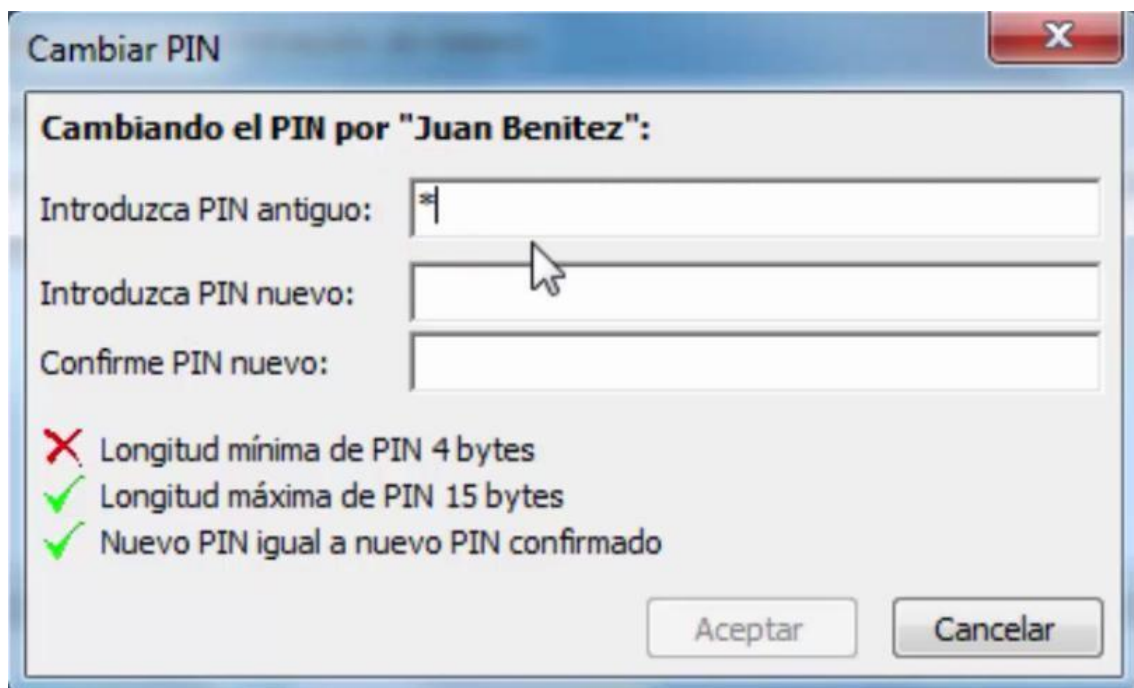 Cambiar PIN
Cambiando el PIN por "Juan Benitez":
Introduzca PIN antiguo: *
Introduzca PIN nuevo:
Confirme PIN nuevo:
Longitud mínima de PIN 4 bytes
Longitud máxima de PIN 15 bytes
Nuevo PIN igual a nuevo PIN confirmado
Aceptar Cancelar